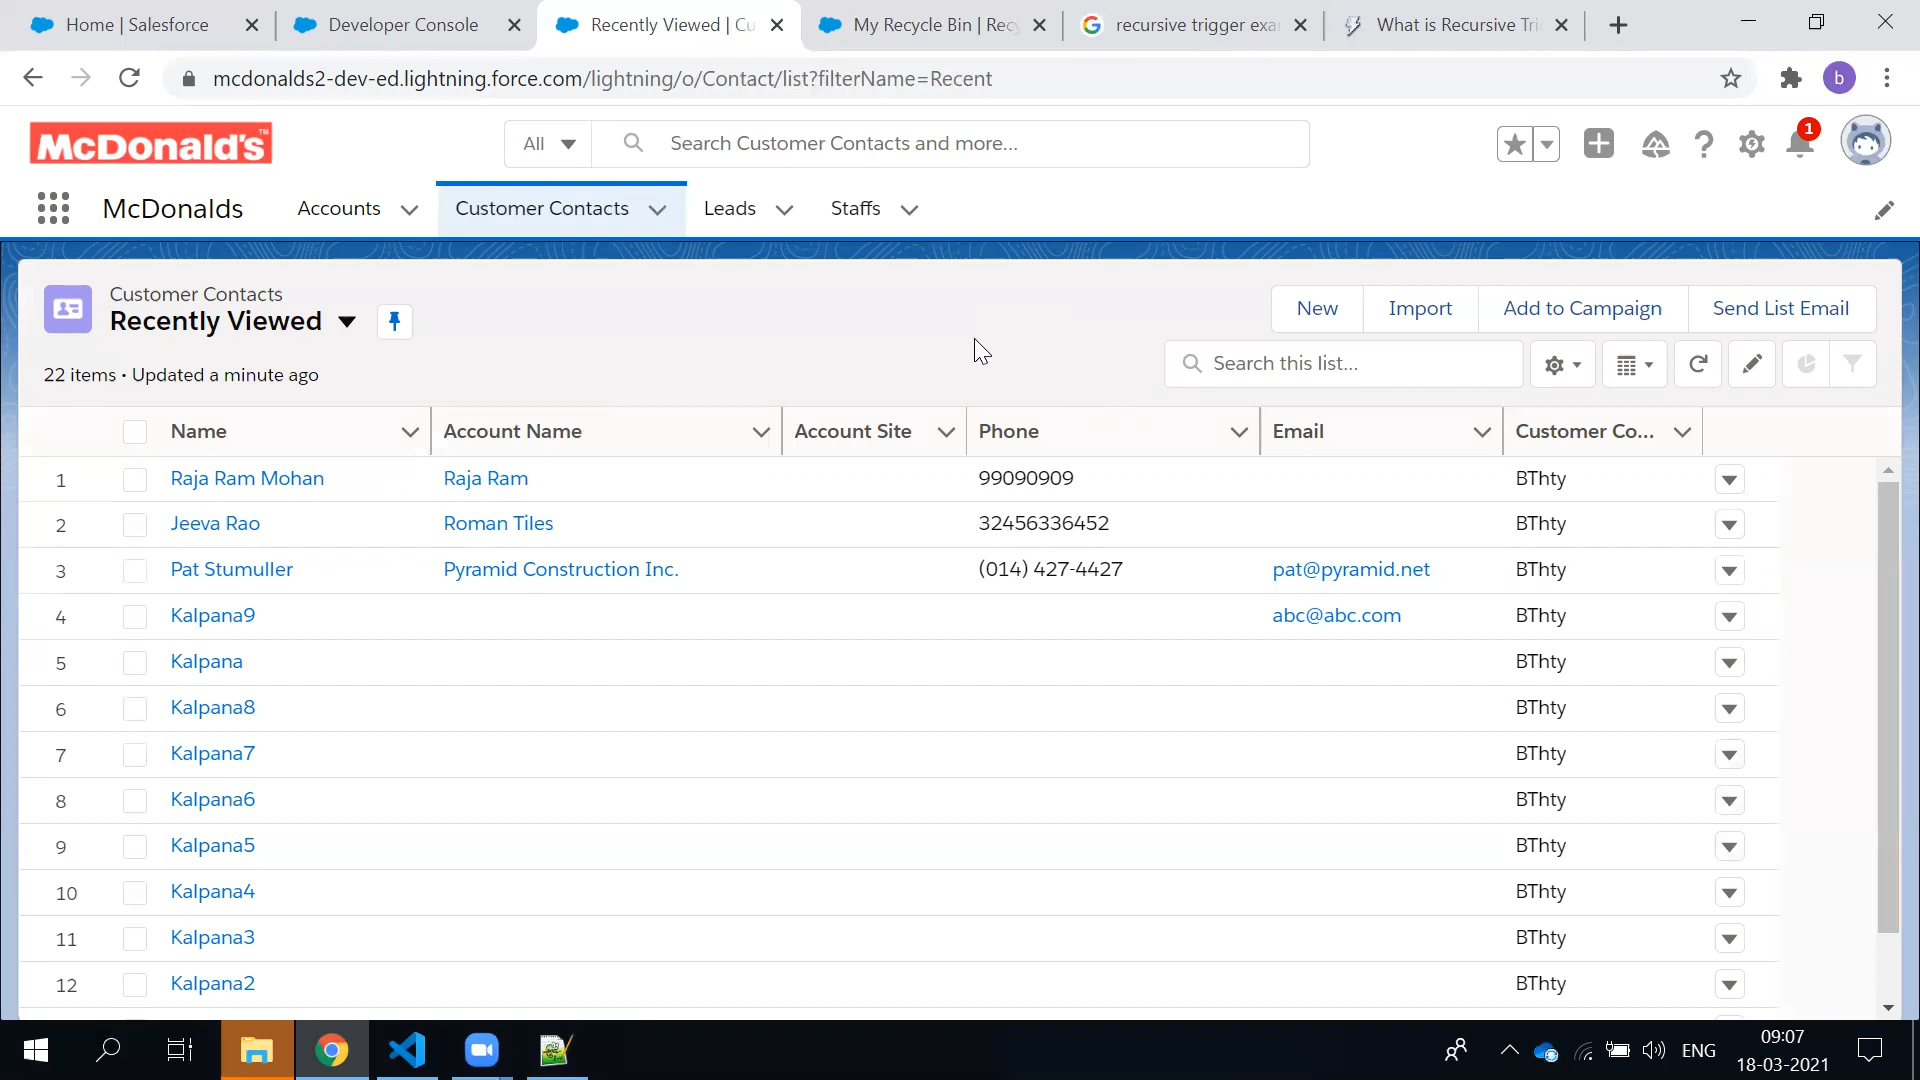 Home | Salesforce
Developer Console
Recently Viewed | Cu
My Recycle Bin | Recy
recursive trigger exa
What is Recursive Tri
mcdonalds2-dev-ed.lightning.force.com/lightning/o/Contact/list?filterName=Recent
b
McDonald's™
All
Search Customer Contacts and more...
1
McDonalds
Accounts
Customer Contacts
Leads
Staffs
Customer Contacts
Recently Viewed
New
Import
Add to Campaign
Send List Email
22 items • Updated a minute ago
Search this list...
Name Account Name Account Site Phone Email Customer Co...
1 Raja Ram Mohan Raja Ram 99090909 BThty
2 Jeeva Rao Roman Tiles 32456336452 BThty
3 Pat Stumuller Pyramid Construction Inc. (014) 427-4427 pat@pyramid.net BThty
4 Kalpana9 abc@abc.com BThty
5 Kalpana BThty
6 Kalpana8 BThty
7 Kalpana7 BThty
8 Kalpana6 BThty
9 Kalpana5 BThty
10 Kalpana4 BThty
11 Kalpana3 BThty
12 Kalpana2 BThty
ENG
09:07
18-03-2021